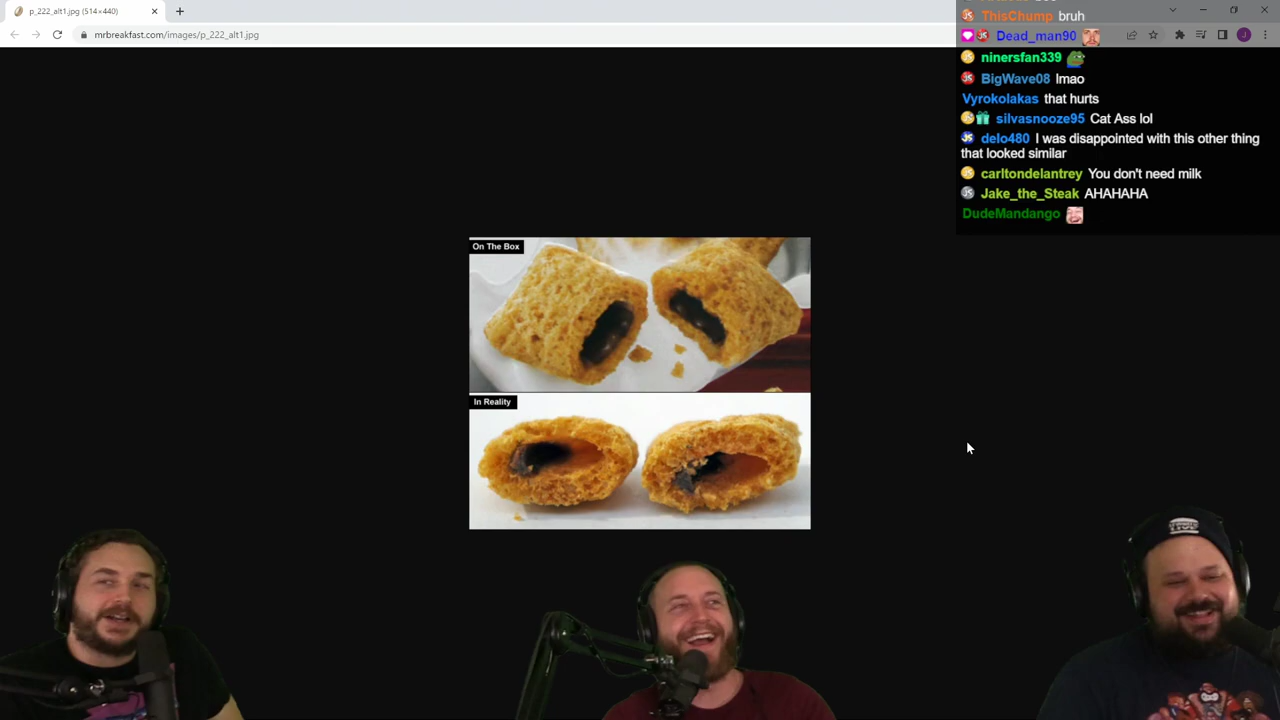 p_222_alt1.jpg (514×440)
mrbreakfast.com/images/p_222_alt1.jpg
ThisChump bruh
Dead_man90
ninersfan339
BigWave08 lmao
Vyrokolakas that hurts
silvasnooze95 Cat Ass lol
delo480 I was disappointed with this other thing
that looked similar
carltondelantrey You don't need milk
Jake_the_Steak AHAHAHA
DudeMandango
On The Box
In Reality